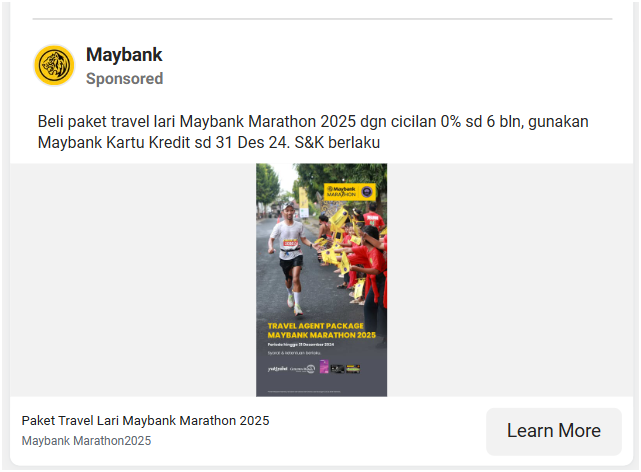 Maybank
Sponsored
Beli paket travel lari Maybank Marathon 2025 dgn cicilan 0% sd 6 bln, gunakan
Maybank Kartu Kredit sd 31 Des 24. S&K berlaku
Maybank
MARATHON
TRAVEL AGENT PACKAGE
MAYBANK MARATHON 2025
Periode hingga 31 Desember 2024
Syarat & ketentuan berlaku
Paket Travel Lari Maybank Marathon 2025
Maybank Marathon2025
Learn More